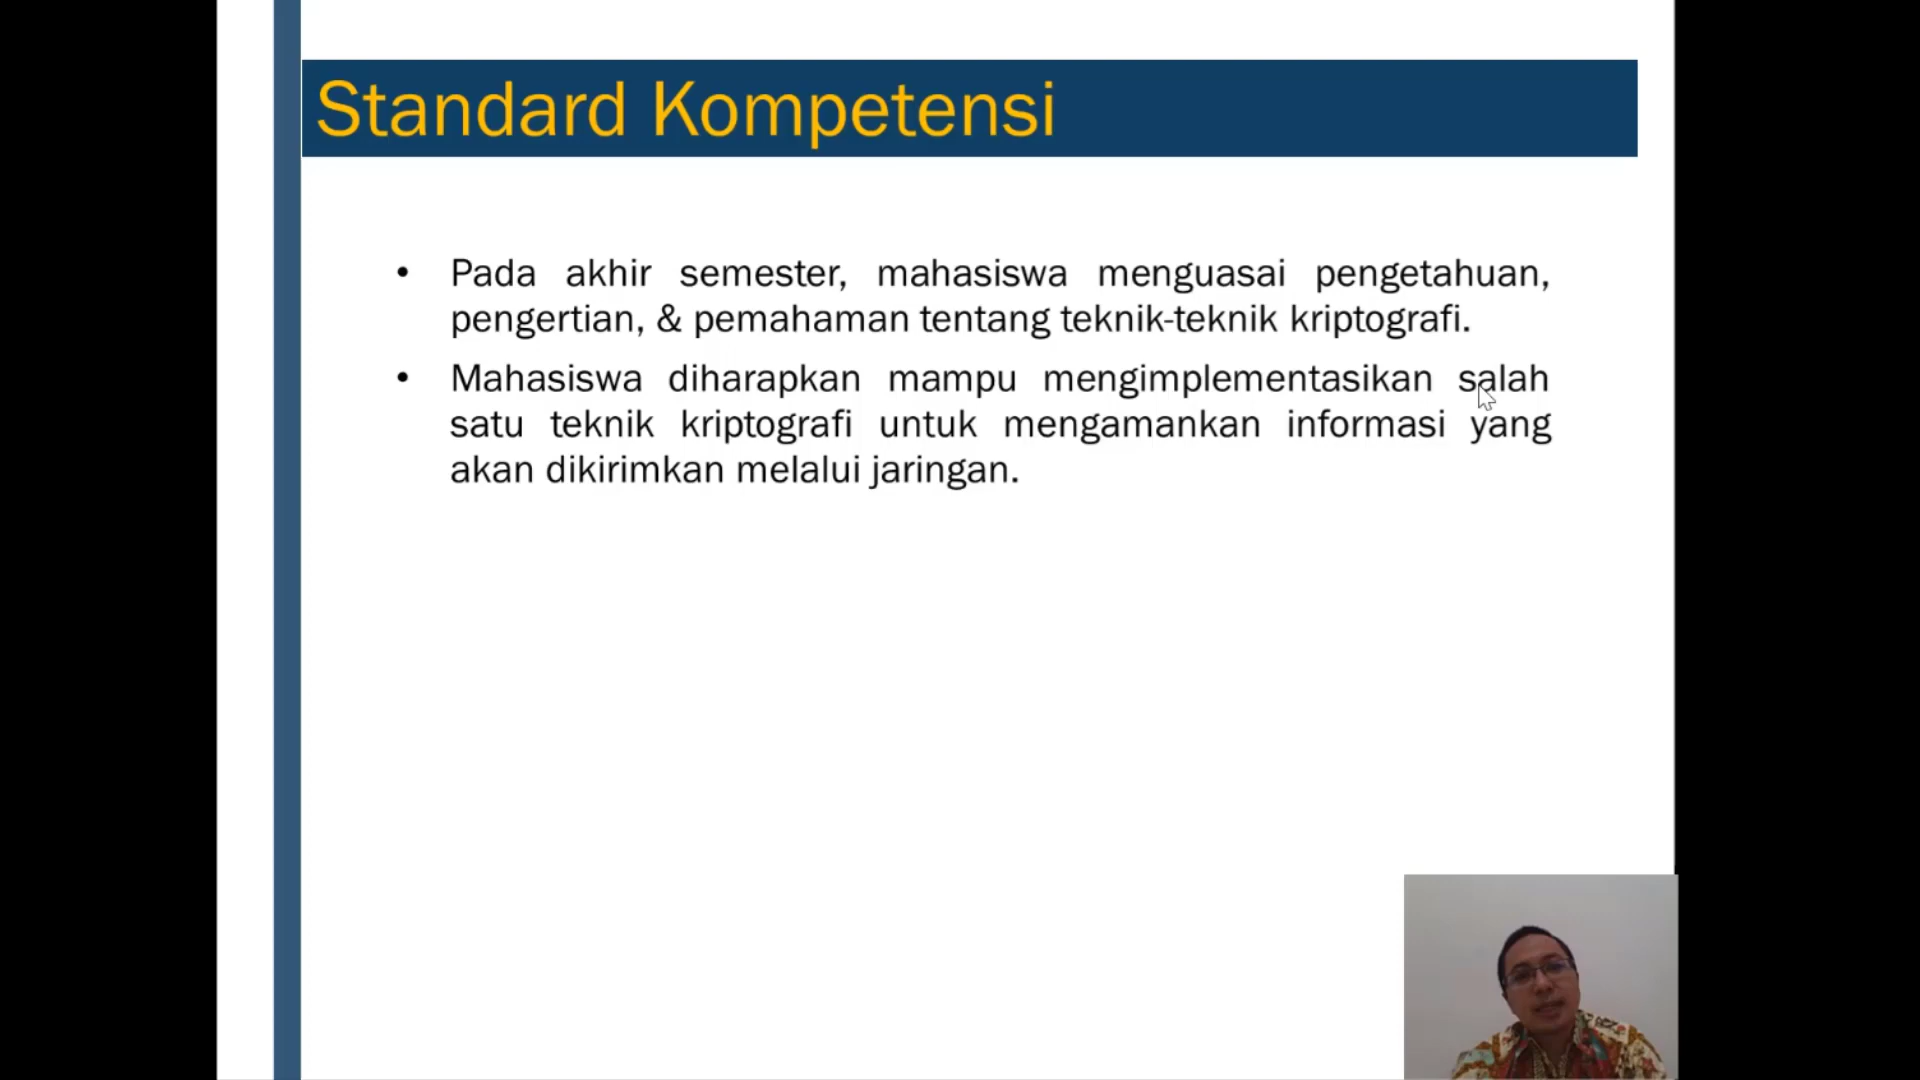 Standard Kompetensi
• Pada akhir semester, mahasiswa menguasai pengetahuan,
pengertian, & pemahaman tentang teknik-teknik kriptografi.
• Mahasiswa diharapkan mampu mengimplementasikan salah
satu teknik kriptografi untuk mengamankan informasi yang
akan dikirimkan melalui jaringan.